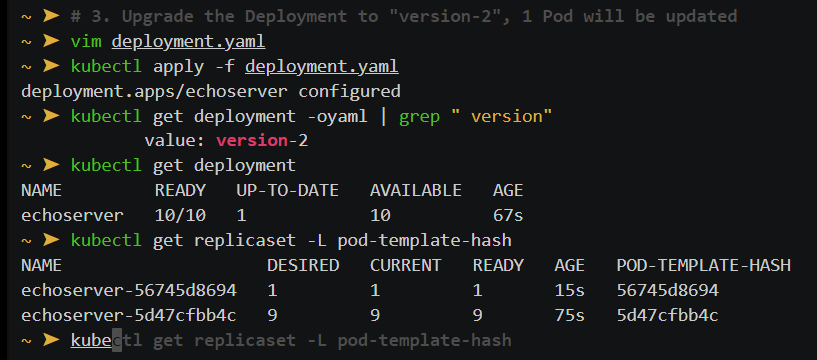 ~ ➤ # 3. Upgrade the Deployment to "version-2", 1 Pod will be updated
~ ➤ vim deployment.yaml
~ ➤ kubectl apply -f deployment.yaml
deployment.apps/echoserver configured
~ ➤ kubectl get deployment -oyaml | grep " version"
            value: version-2
~ ➤ kubectl get deployment
NAME         READY   UP-TO-DATE   AVAILABLE   AGE
echoserver   10/10   1            10          67s
~ ➤ kubectl get replicaset -L pod-template-hash
NAME                    DESIRED   CURRENT   READY   AGE   POD-TEMPLATE-HASH
echoserver-56745d8694   1         1         1       15s   56745d8694
echoserver-5d47cfbb4c   9         9         9       75s   5d47cfbb4c
~ ➤ kubectl get replicaset -L pod-template-hash